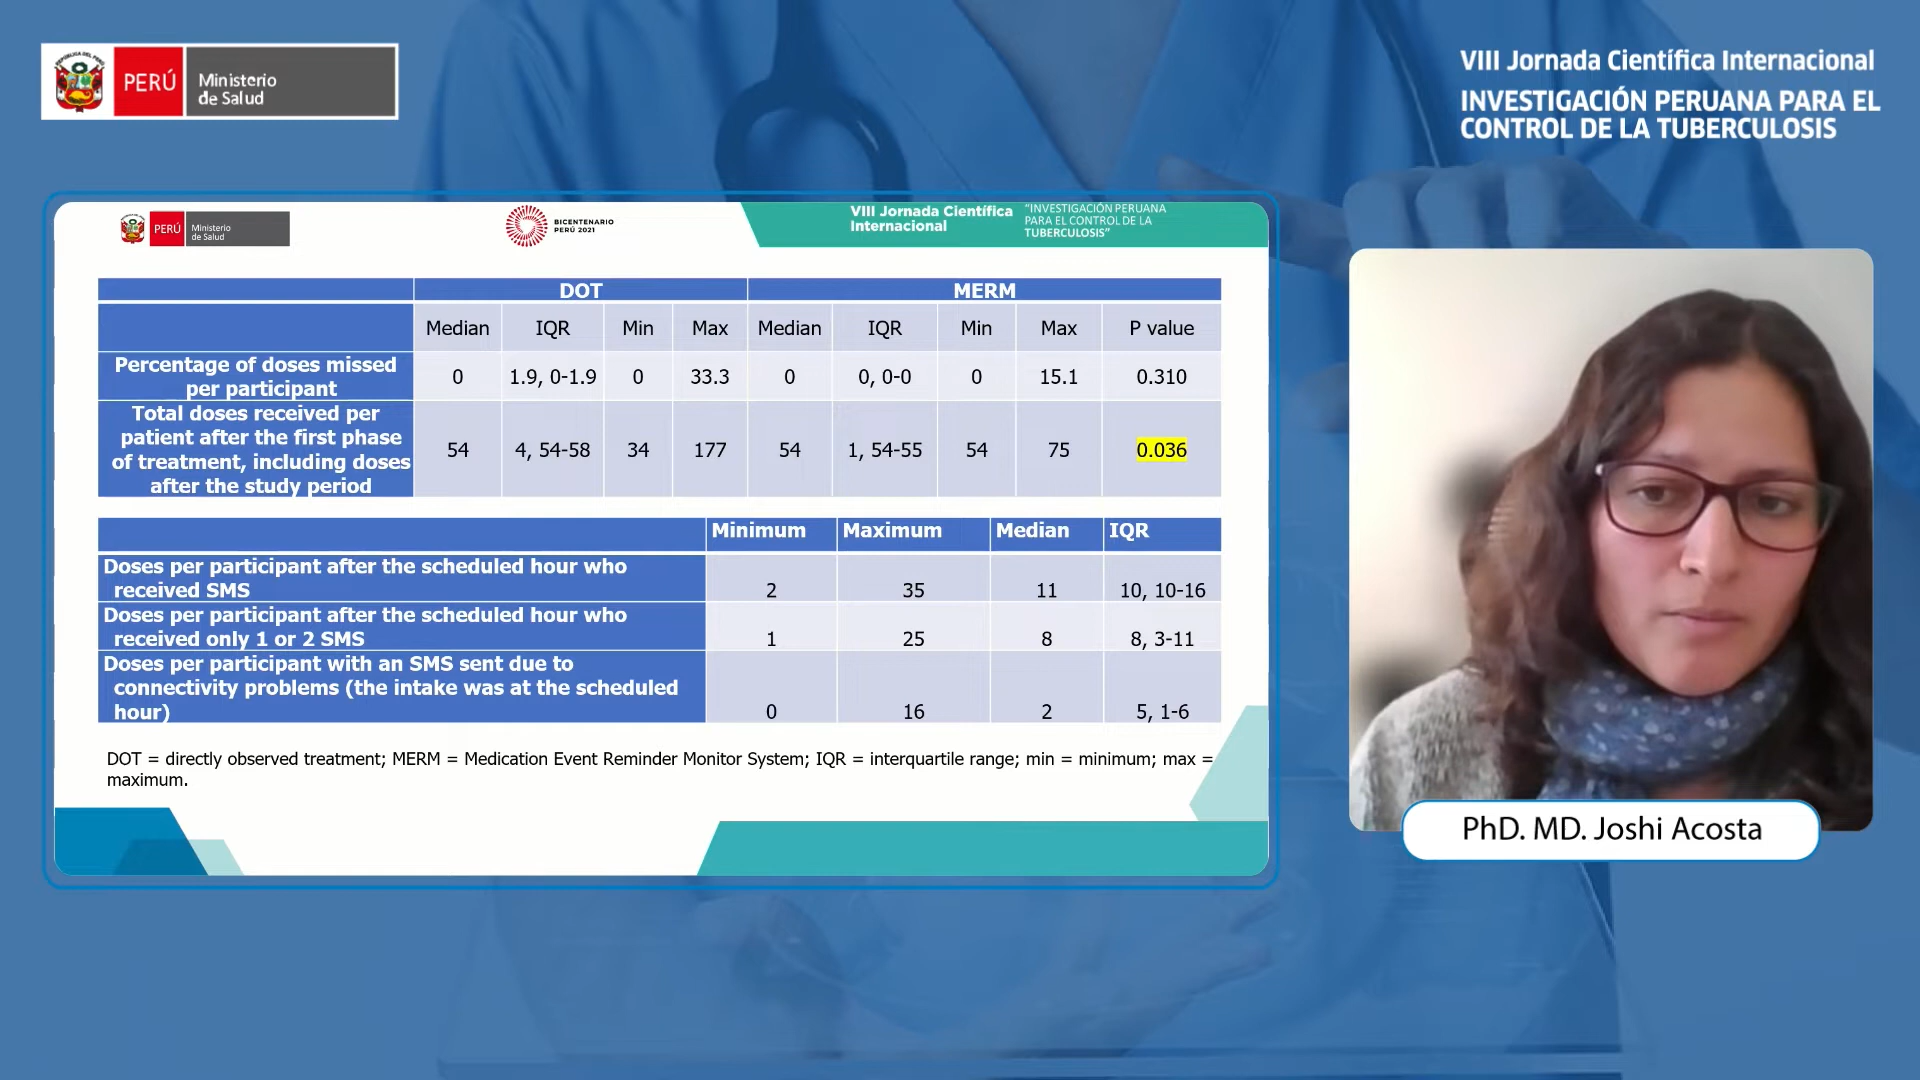 PERÚ
Ministerio
de Salud
VIII Jornada Científica Internacional
INVESTIGACIÓN PERUANA PARA EL
CONTROL DE LA TUBERCULOSIS
PERÚ
Ministerio
de Salud
BICENTENARIO
PERÚ 2021
VIII Jornada Científica
Internacional
"INVESTIGACIÓN PERUANA
PARA EL CONTROL DE LA
TUBERCULOSIS"
DOT MERM
Median IQR Min Max Median IQR Min Max P value
Percentage of doses missed
per participant
0 1.9, 0-1.9 0 33.3 0 0, 0-0 0 15.1 0.310
Total doses received per
patient after the first phase
of treatment, including doses
after the study period
54 4, 54-58 34 177 54 1, 54-55 54 75 0.036
Minimum Maximum Median IQR
Doses per participant after the scheduled hour who
received SMS
2 35 11 10, 10-16
Doses per participant after the scheduled hour who
received only 1 or 2 SMS
1 25 8 8, 3-11
Doses per participant with an SMS sent due to
connectivity problems (the intake was at the scheduled
hour)
0 16 2 5, 1-6
DOT = directly observed treatment; MERM = Medication Event Reminder Monitor System; IQR = interquartile range; min = minimum; max =
maximum.
PhD. MD. Joshi Acosta